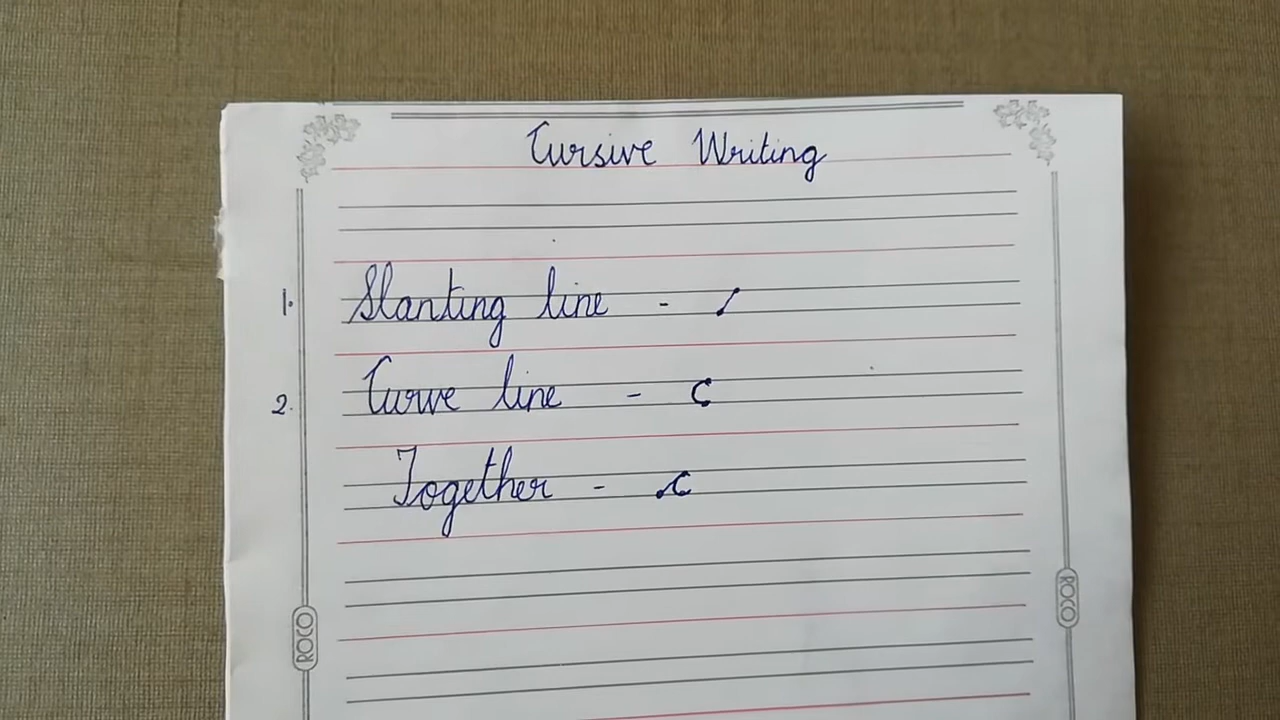 Cursive Writing
1. Slanting line -
2. Curve line - c
Together - c
ROCO
ROCO